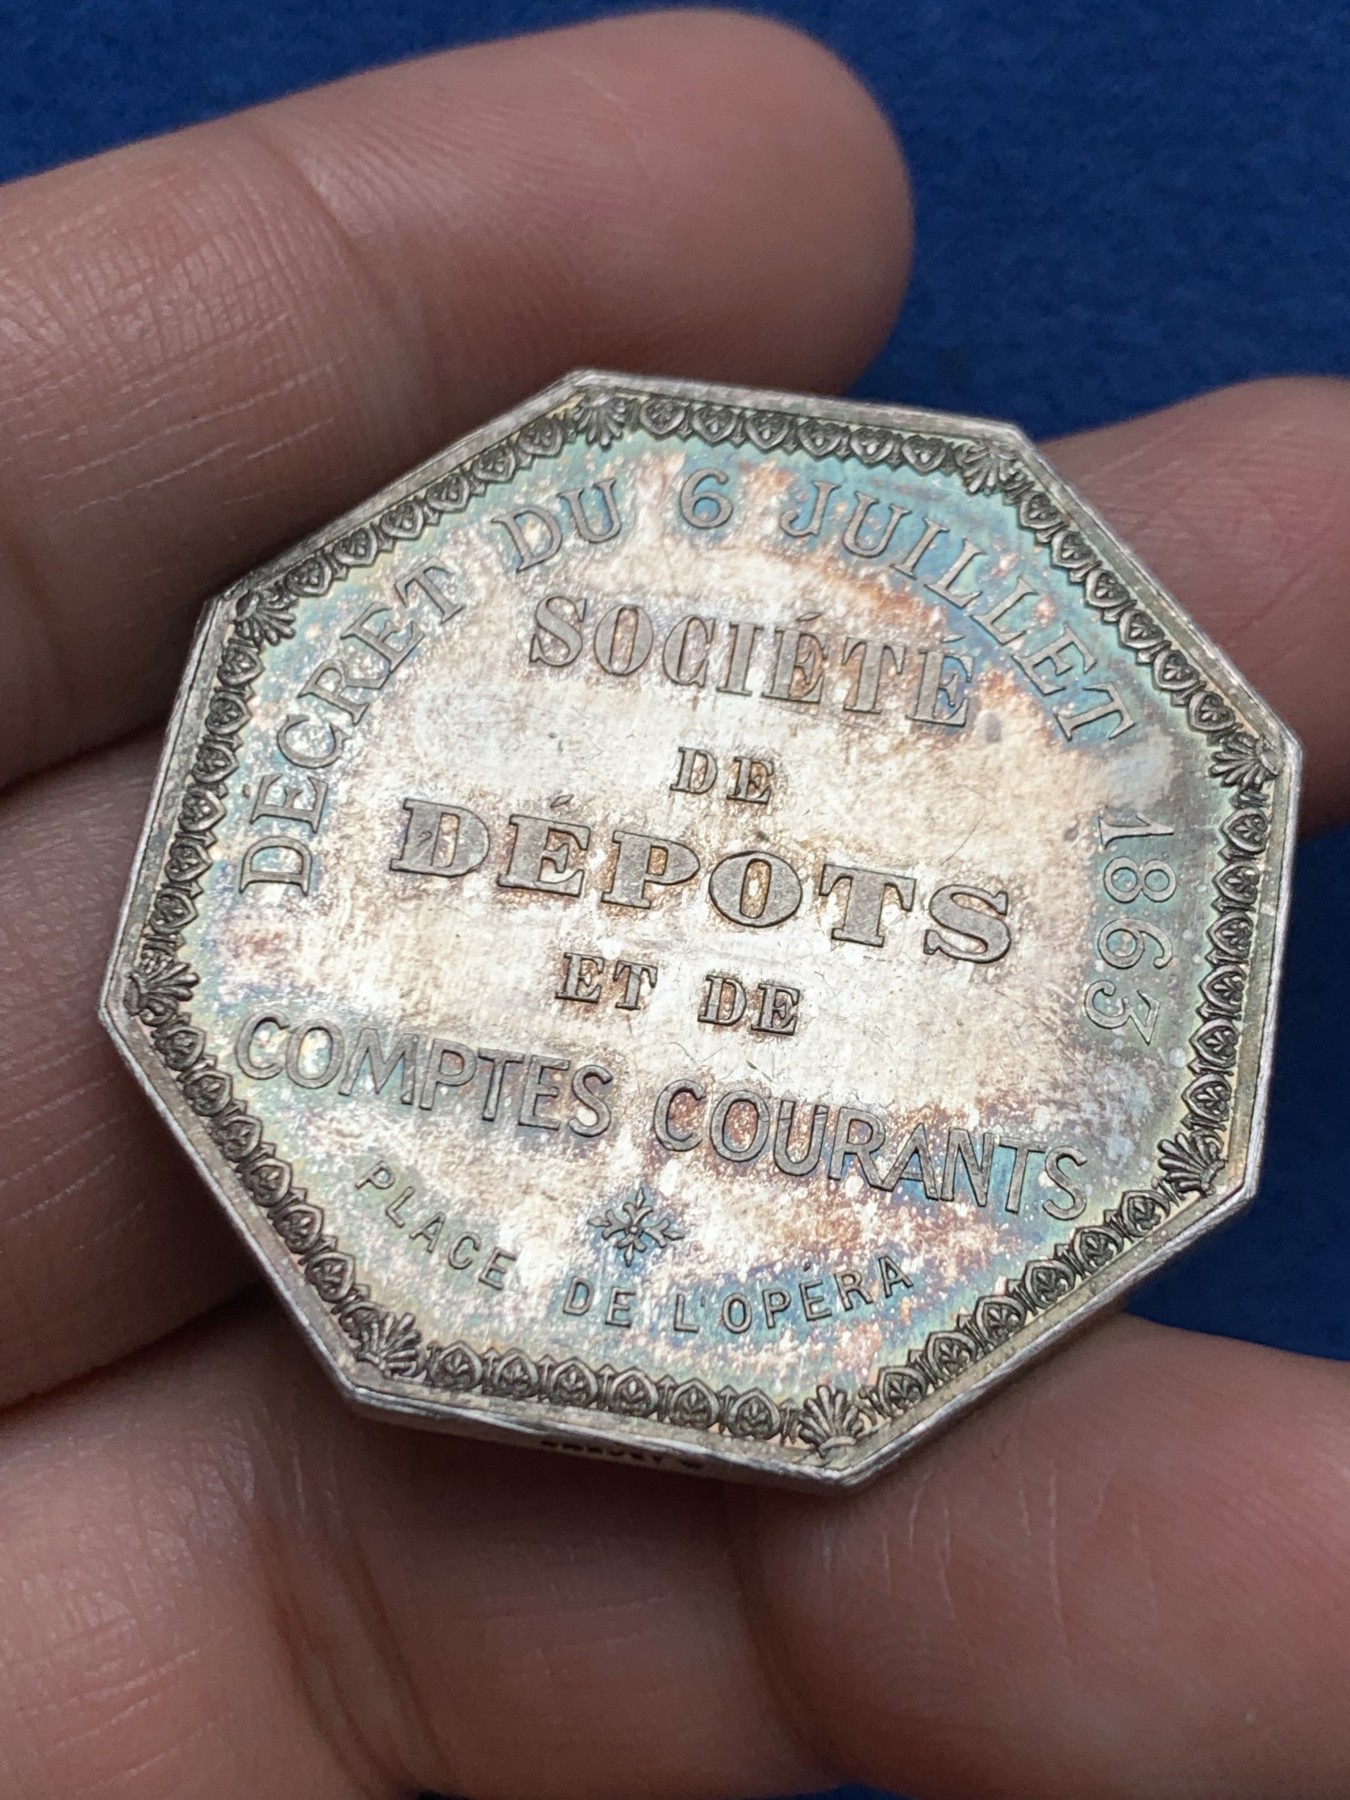 DÉCRET DU 6 JUILLET 1863
SOCIÉTÉ
DE
DÉPOTS
ET DE
COMPTES COURANTS
PLACE DE L'OPÉRA